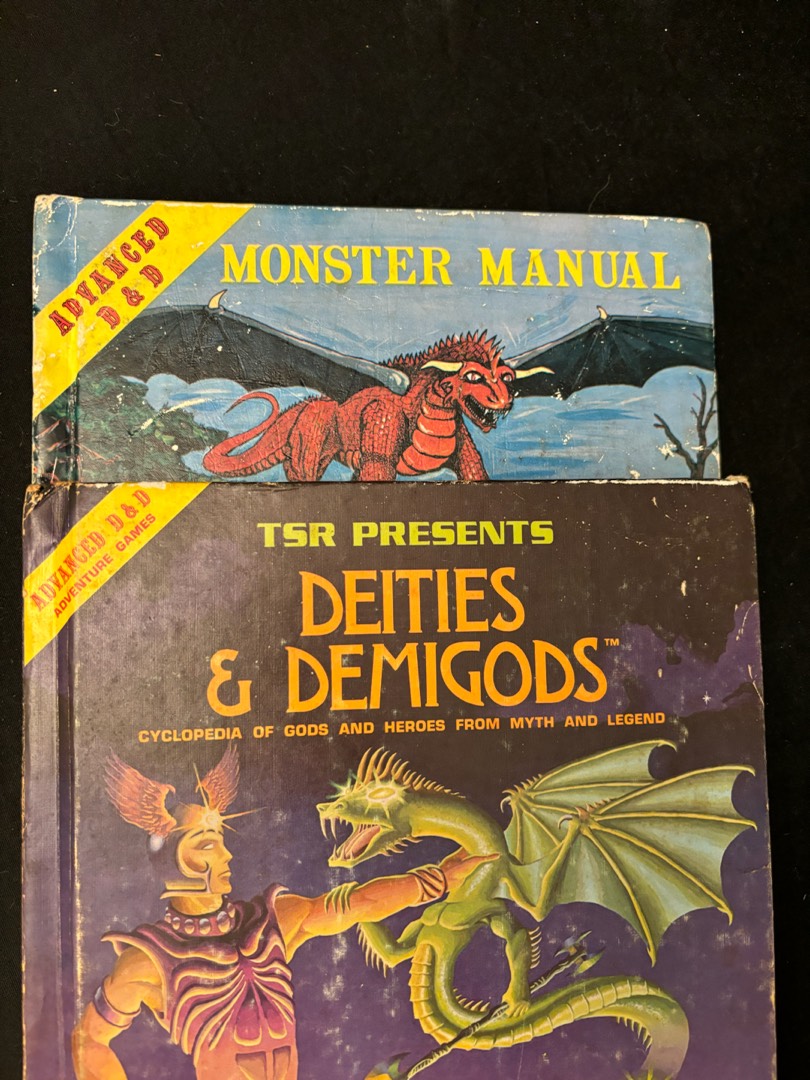 ADVANCED
D & D
MONSTER MANUAL
ADVANCED D & D
ADVENTURE GAMES
TSR PRESENTS
DEITIES
& DEMIGODS™
CYCLOPEDIA OF GODS AND HEROES FROM MYTH AND LEGEND